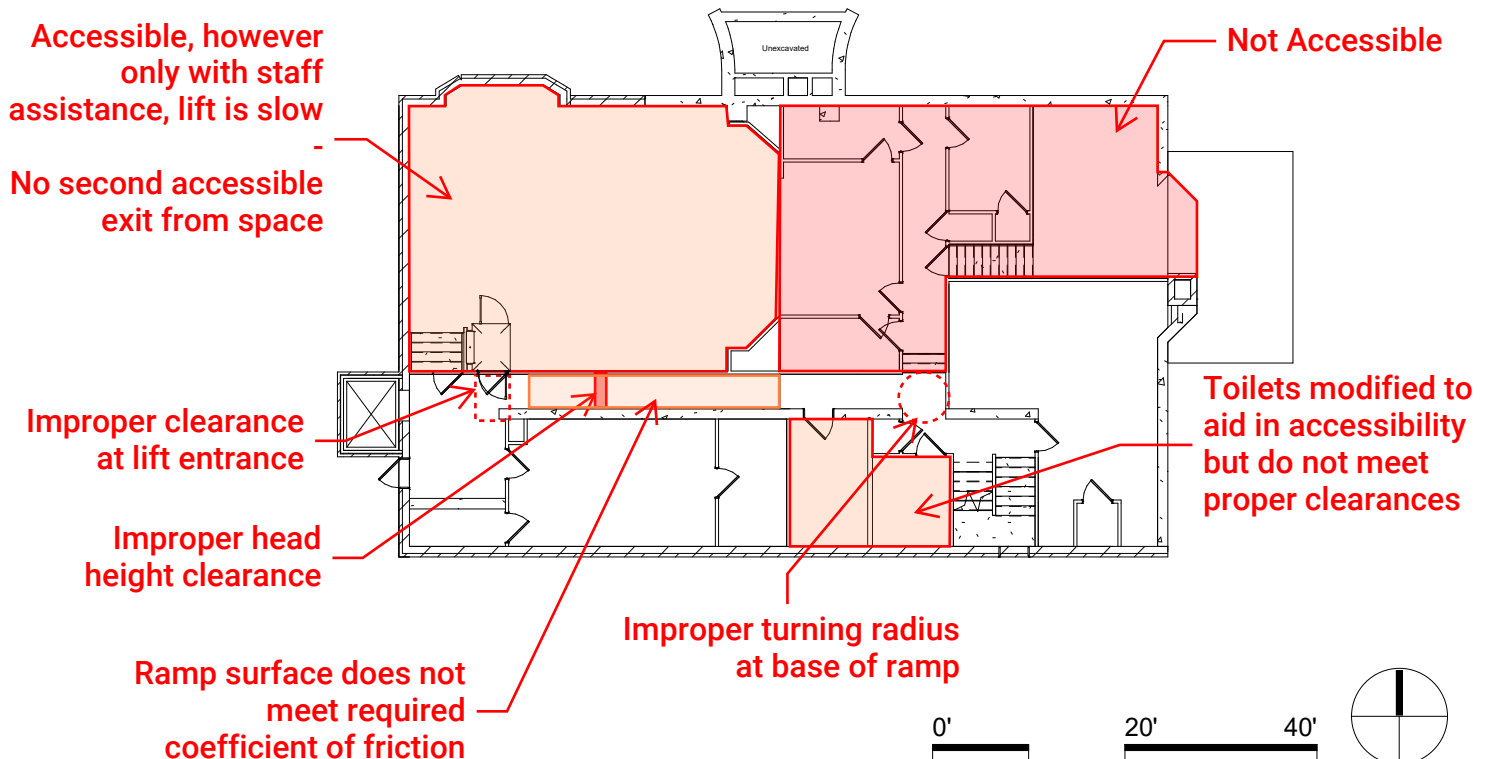 Accessible, however
only with staff
assistance, lift is slow
-
No second accessible
exit from space
Unexcavated
Not Accessible
Improper clearance
at lift entrance
Improper head
height clearance
Ramp surface does not
meet required
coefficient of friction
Improper turning radius
at base of ramp
Toilets modified to
aid in accessibility
but do not meet
proper clearances
0' 20' 40'